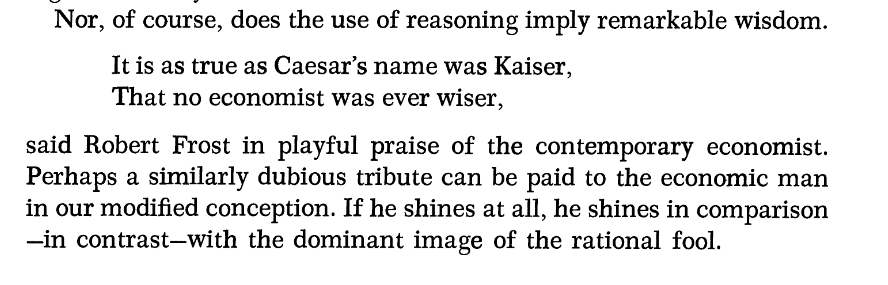 Nor, of course, does the use of reasoning imply remarkable wisdom.
It is as true as Caesar's name was Kaiser,
That no economist was ever wiser,
said Robert Frost in playful praise of the contemporary economist.
Perhaps a similarly dubious tribute can be paid to the economic man
in our modified conception. If he shines at all, he shines in comparison
—in contrast—with the dominant image of the rational fool.